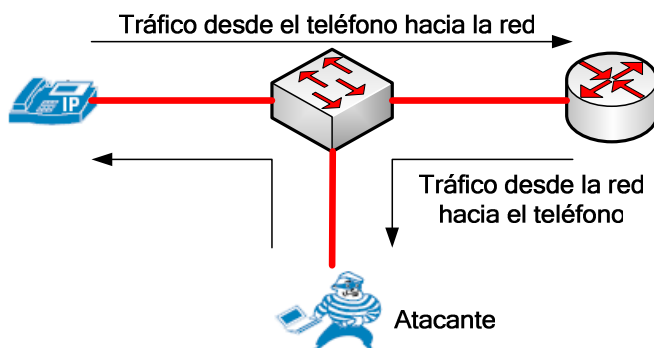 Tráfico desde el teléfono hacia la red
IP
Tráfico desde la red
hacia el teléfono
Atacante